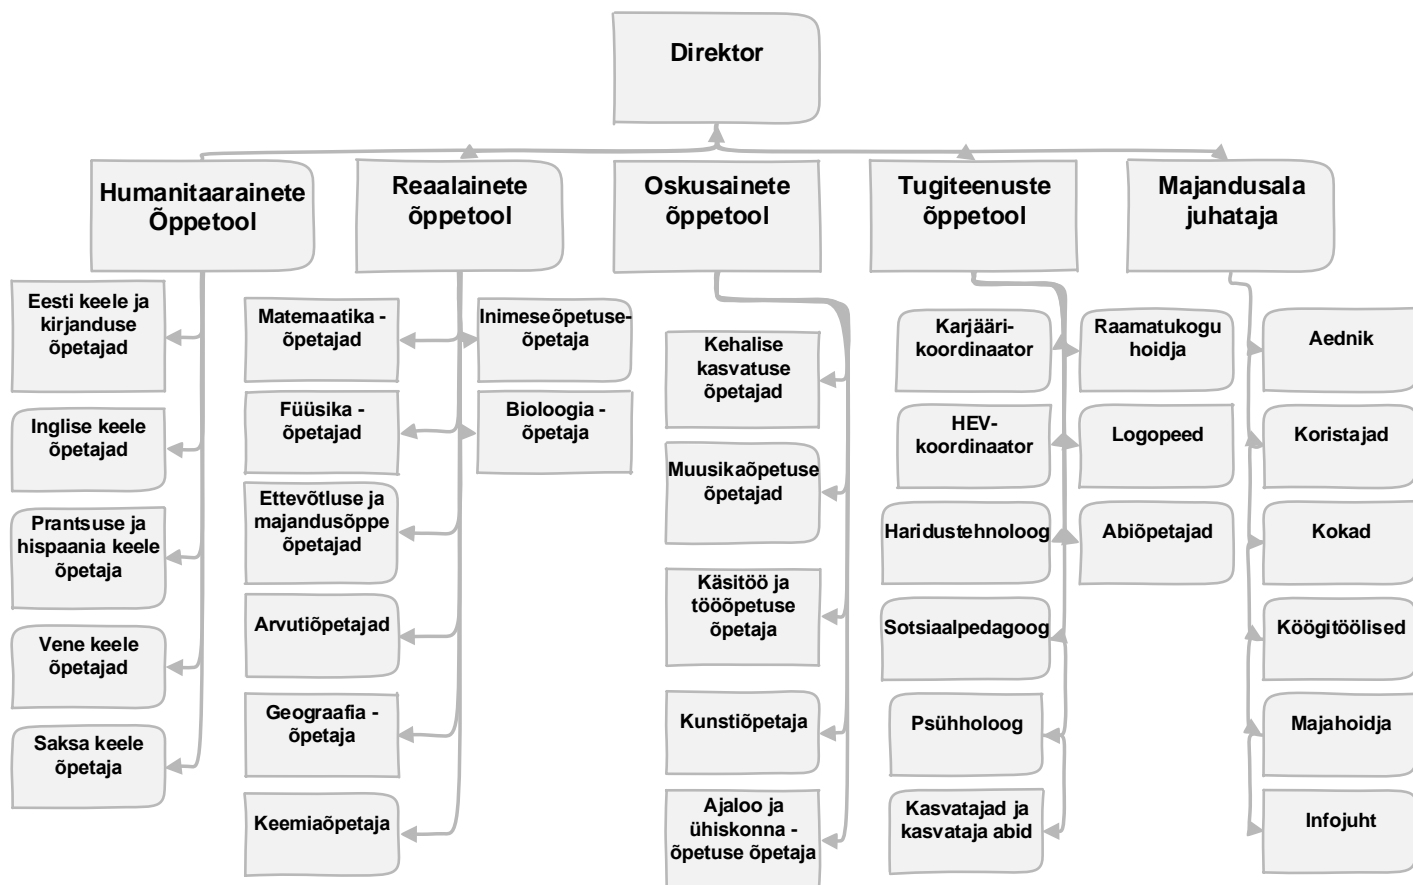 Direktor
Humanitaarainete
Õppetool
Reaalainete
õppetool
Oskusainete
õppetool
Tugiteenuste
õppetool
Majandusala
juhataja
Eesti keele ja
kirjanduse
õpetajad
Inglise keele
õpetajad
Prantsuse ja
hispaania keele
õpetaja
Vene keele
õpetajad
Saksa keele
õpetaja
Matemaatika -
õpetajad
Füüsika -
õpetajad
Ettevõtluse ja
majandusõppe
õpetajad
Arvutiõpetajad
Geograafia -
õpetaja
Keemiaõpetaja
Inimeseõpetuse-
õpetaja
Bioloogia -
õpetaja
Kehalise
kasvatuse
õpetajad
Muusikaõpetuse
õpetajad
Käsitöö ja
tööõpetuse
õpetaja
Kunstiõpetaja
Ajaloo ja
ühiskonna -
õpetuse õpetaja
Karjääri-
koordinaator
HEV-
koordinaator
Haridustehnoloog
Sotsiaalpedagoog
Psühholoog
Kasvatajad ja
kasvataja abid
Raamatukogu
hoidja
Logopeed
Abiõpetajad
Aednik
Koristajad
Kokad
Köögitöölised
Majahoidja
Infojuht